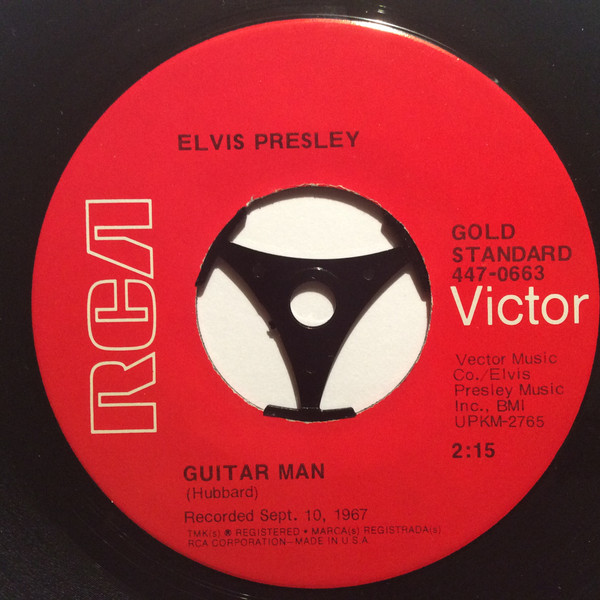 ELVIS PRESLEY
RCA
GOLD
STANDARD
447-0663
Victor
Vector Music
Co./Elvis
Presley Music
Inc., BMI
UPKM-2765
2:15
GUITAR MAN
(Hubbard)
Recorded Sept. 10, 1967
TMK(s) ® REGISTERED • MARCA(s) REGISTRADA(s)
RCA CORPORATION—MADE IN U.S.A.